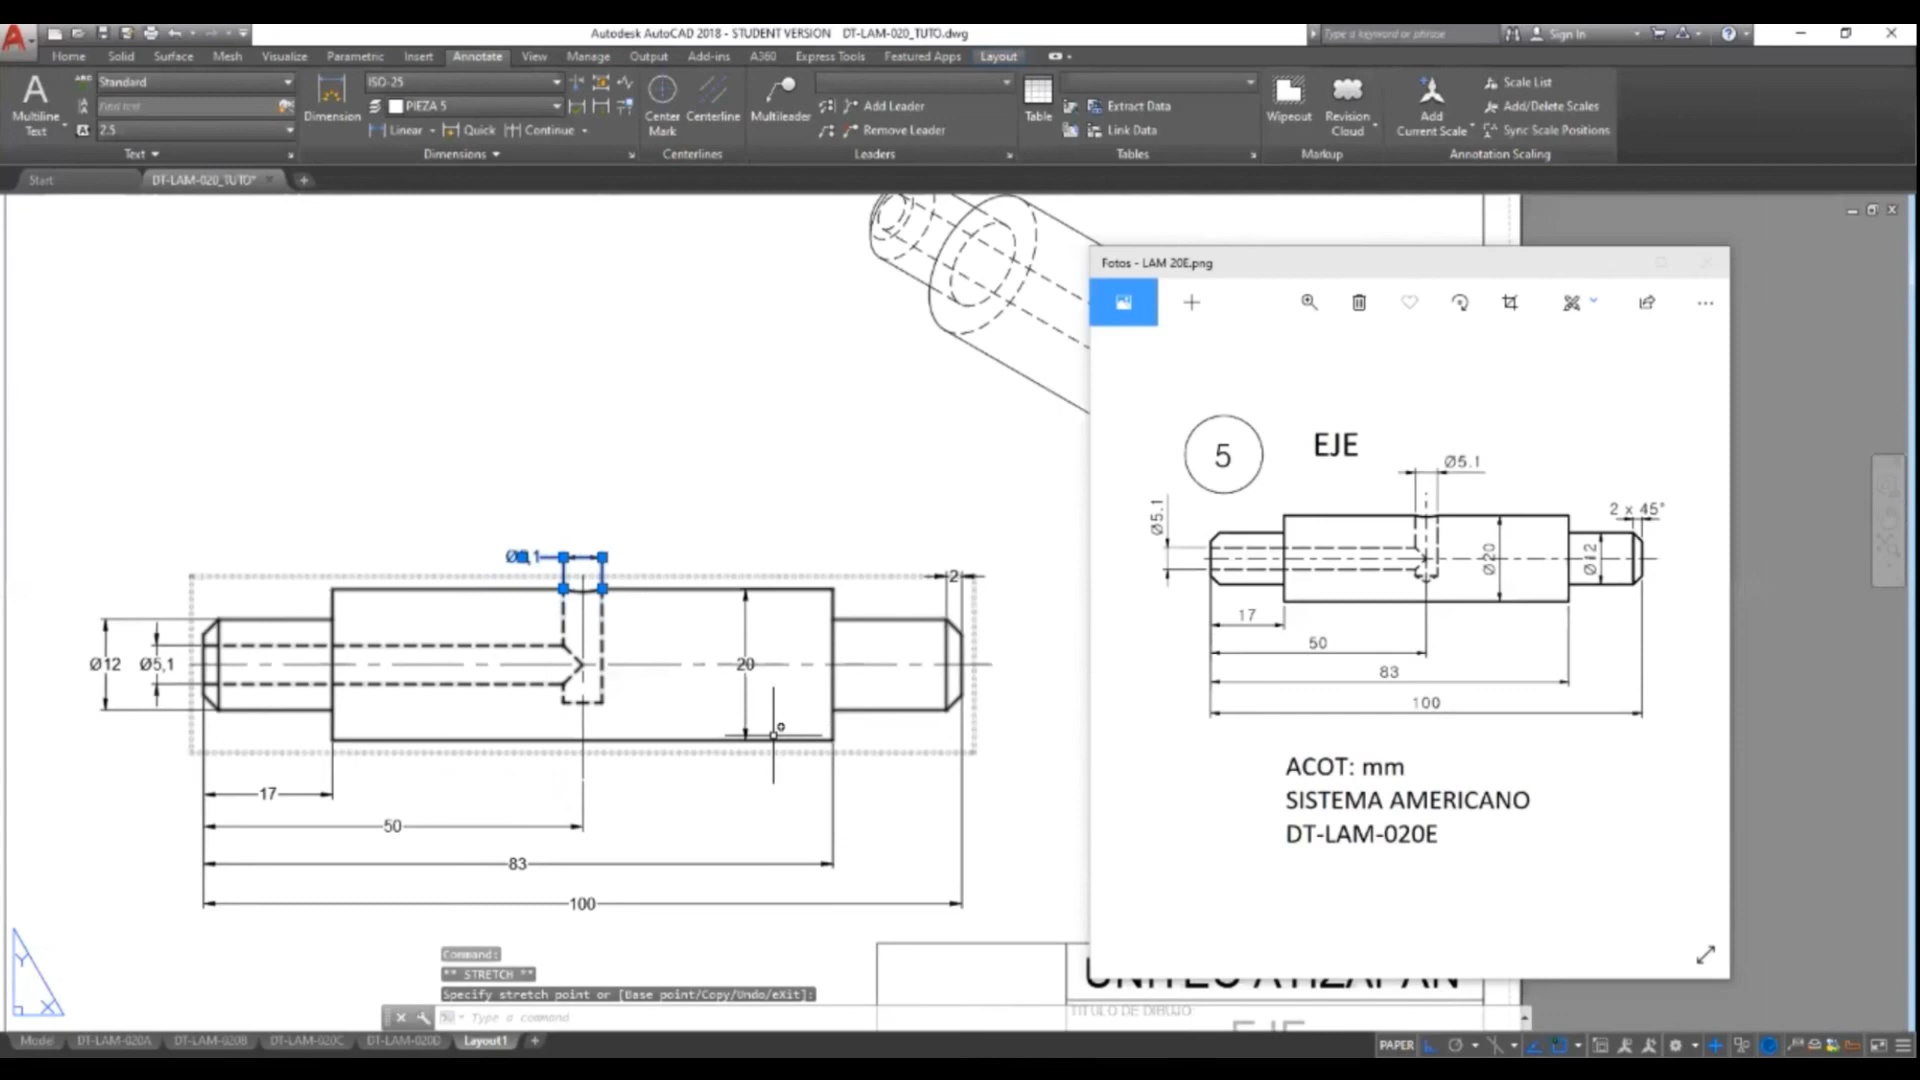 Autodesk AutoCAD 2018 - STUDENT VERSION DT-LAM-020_TUTO.dwg
Type a keyword or phrase
Sign In
Home Solid Surface Mesh Visualize Parametric Insert Annotate View Manage Output Add-ins A360 Express Tools Featured Apps Layout
Standard
ISO-25
Scale List
Find text
PIEZA 5
Add Leader
Extract Data
Add/Delete Scales
Multiline
Text
Dimension
Center
Mark
Centerline
Multileader
Table
Wipeout
Revision
Cloud
Add
Current Scale
2.5
Linear Quick Continue
Remove Leader
Link Data
Sync Scale Positions
Text Dimensions Centerlines Leaders Tables Markup Annotation Scaling
Start DT-LAM-020_TUTO*
Fotos - LAM 20E.png
5
EJE
Ø5.1
Ø5.1
2 x 45°
Ø20
Ø12
17
50
83
100
ACOT: mm
SISTEMA AMERICANO
DT-LAM-020E
2
Ø12
Ø5,1
20
17
50
83
100
Y
X
Command:
** STRETCH **
Specify stretch point or [Base point/Copy/Undo/eXit]:
Type a command
UNITEC ATIZAPAN
TITULO DE DIBUJO:
EJE
Model DT-LAM-020A DT-LAM-020B DT-LAM-020C DT-LAM-020D Layout1
PAPER